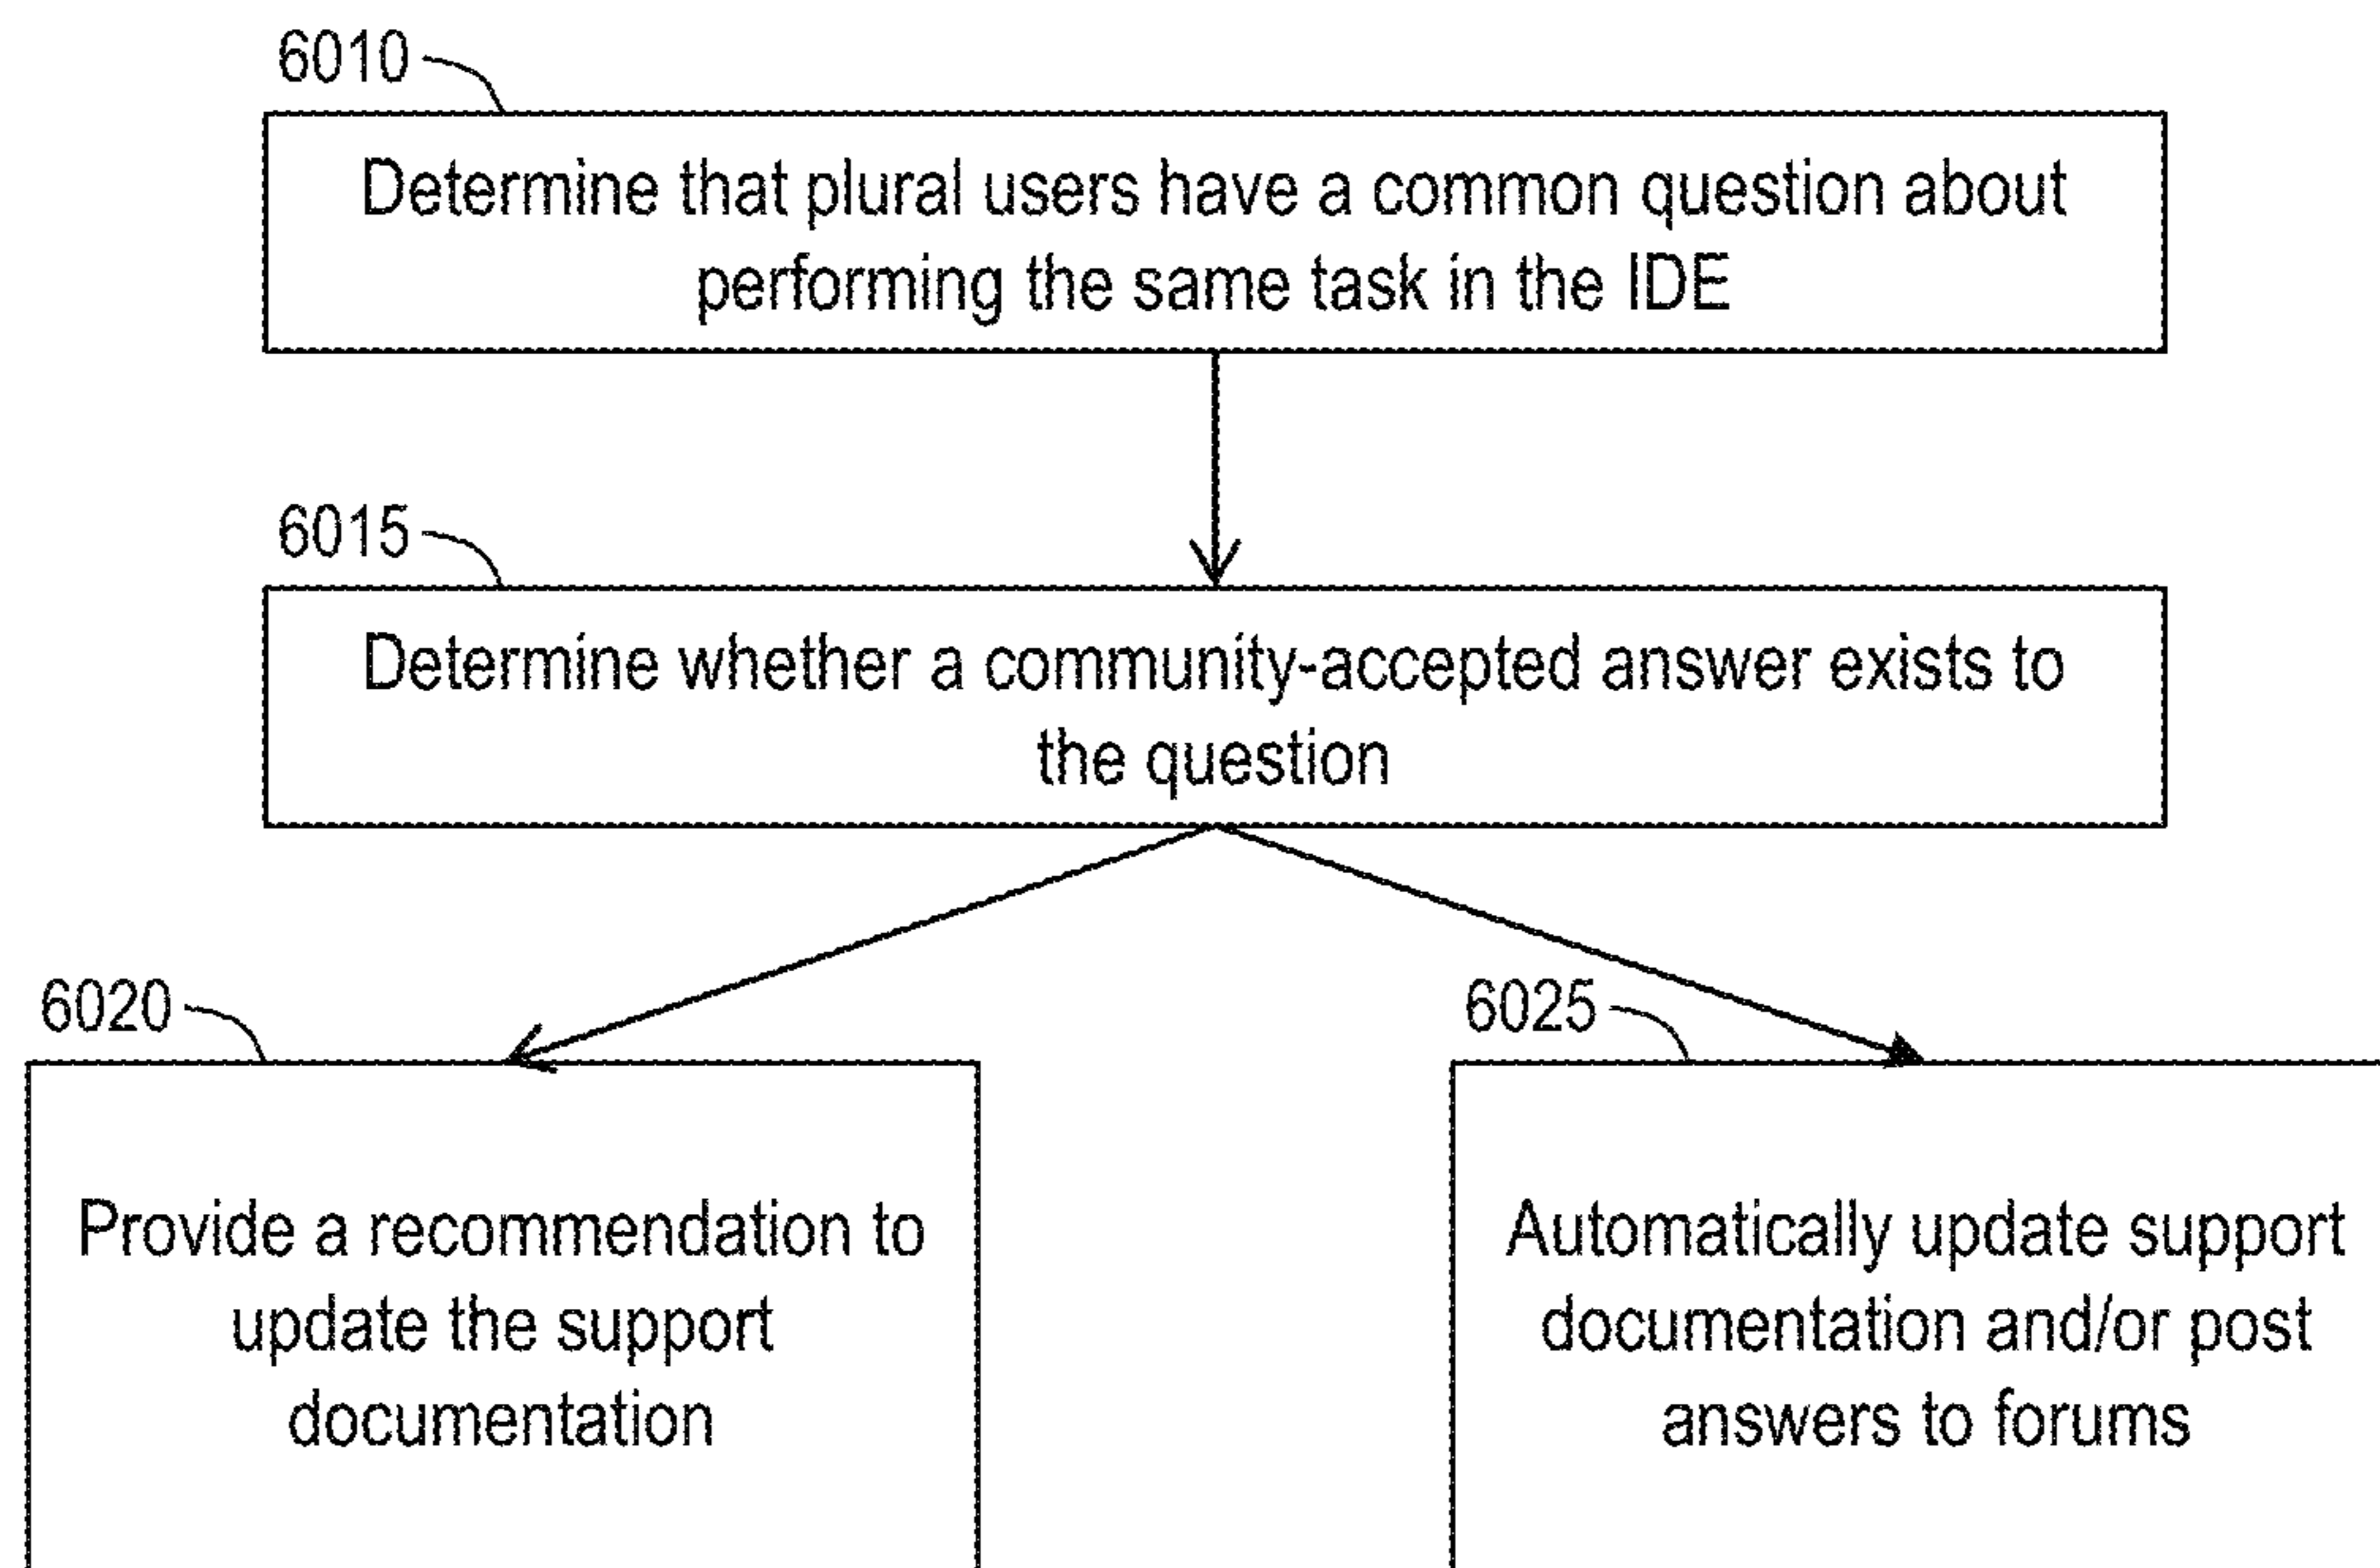 6010
Determine that plural users have a common question about
performing the same task in the IDE
6015
Determine whether a community-accepted answer exists to
the question
6020
Provide a recommendation to
update the support
documentation
6025
Automatically update support
documentation and/or post
answers to forums